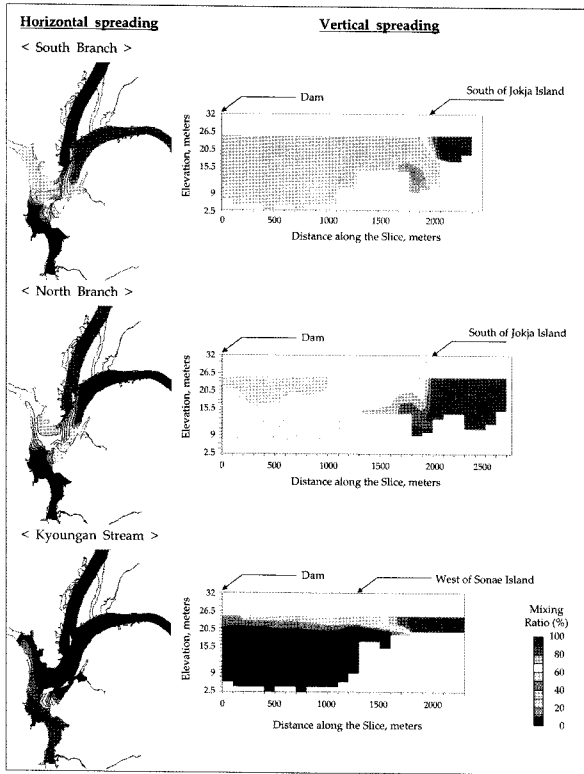 Horizontal spreading
Vertical spreading
< South Branch >
Dam
South of Jokja Island
Elevation, meters
32
26.5
20.5
15.5
9
2.5
0
500
1000
1500
2000
Distance along the Slice, meters
< North Branch >
Dam
South of Jokja Island
Elevation, meters
32
26.5
20.5
15.5
9
2.5
0
500
1000
1500
2000
2500
Distance along the Slice, meters
< Kyoungan Stream >
Dam
West of Sonae Island
Elevation, meters
32
26.5
20.5
15.5
9
2.5
0
500
1000
1500
2000
Distance along the Slice, meters
Mixing
Ratio (%)
100
80
60
40
20
0